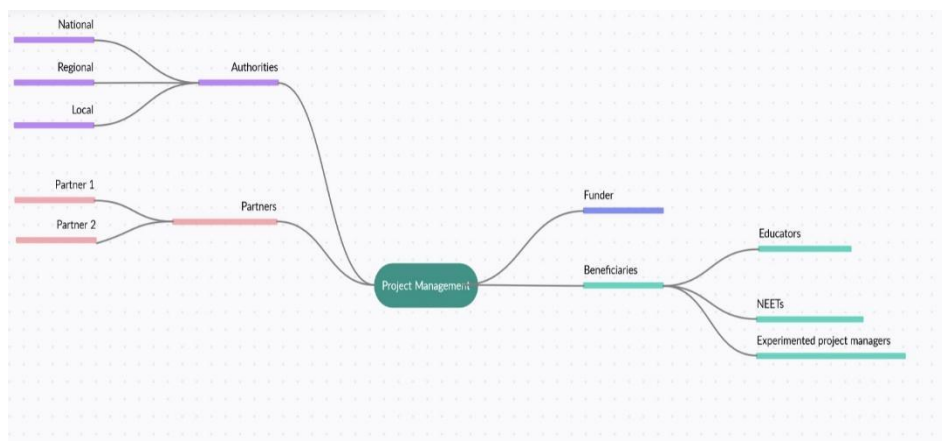 National
Regional
Local
Authorities
Partner 1
Partner 2
Partners
Project Management
Funder
Beneficiaries
Educators
NEETs
Experimented project managers